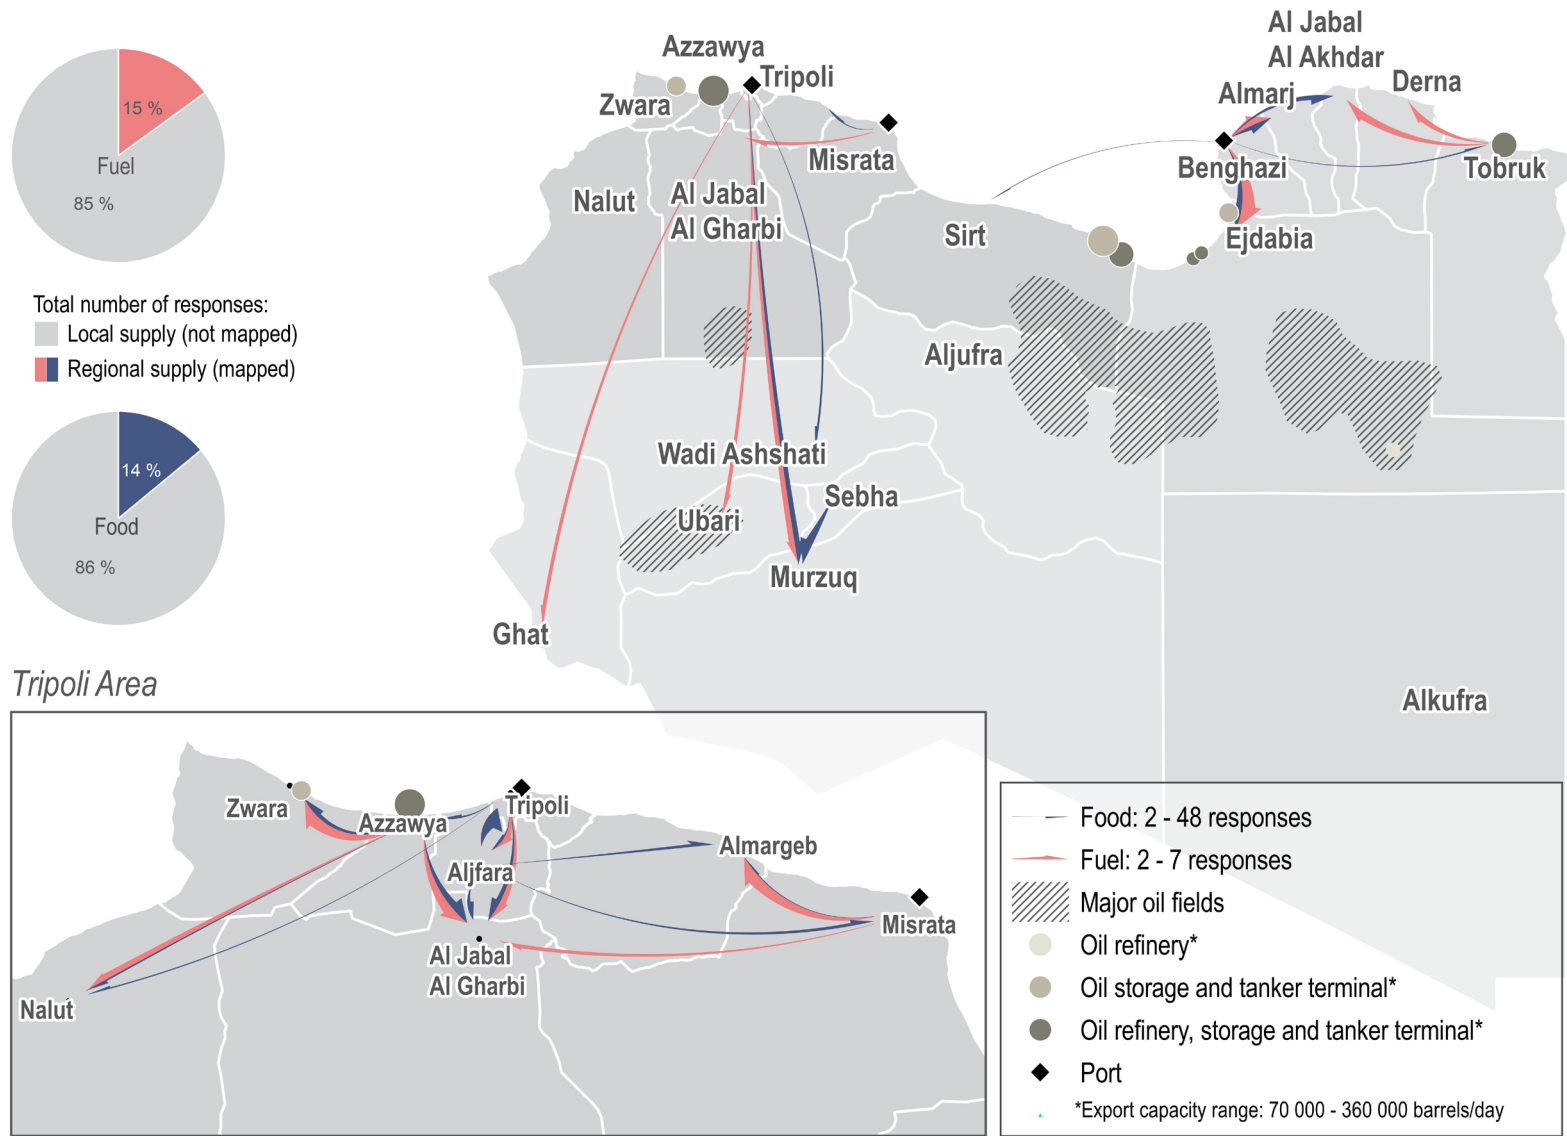 15 %
Fuel
85 %
Total number of responses:
Local supply (not mapped)
Regional supply (mapped)
14 %
Food
86 %
Azzawya
Tripoli
Zwara
Misrata
Nalut
Al Jabal
Al Gharbi
Sirt
Al Jabal
Al Akhdar
Derna
Almarj
Benghazi
Tobruk
Ejdabia
Aljufra
Wadi Ashshati
Sebha
Ubari
Murzuq
Ghat
Alkufra
Tripoli Area
Zwara
Azzawya
Tripoli
Almargeb
Aljfara
Misrata
Al Jabal
Al Gharbi
Nalut
Food: 2 - 48 responses
Fuel: 2 - 7 responses
Major oil fields
Oil refinery*
Oil storage and tanker terminal*
Oil refinery, storage and tanker terminal*
Port
*Export capacity range: 70 000 - 360 000 barrels/day